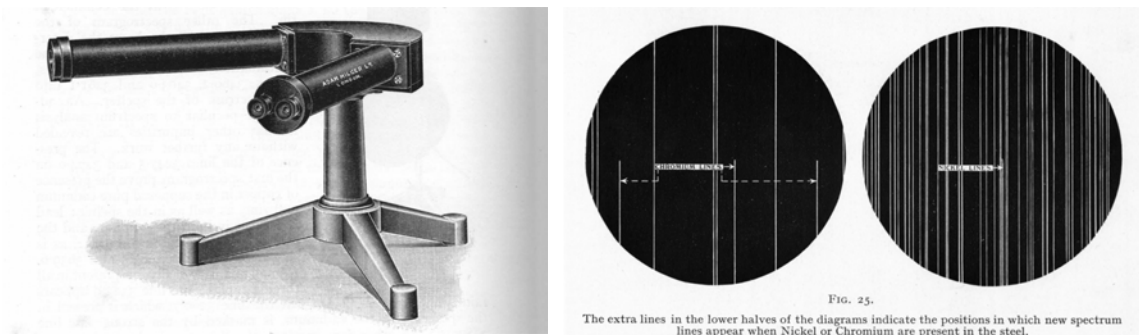 ADAM HILGER LT.
LONDON.
CHROMIUM LINES
NICKEL LINES
FIG. 25.
The extra lines in the lower halves of the diagrams indicate the positions in which new spectrum
lines appear when Nickel or Chromium are present in the steel.